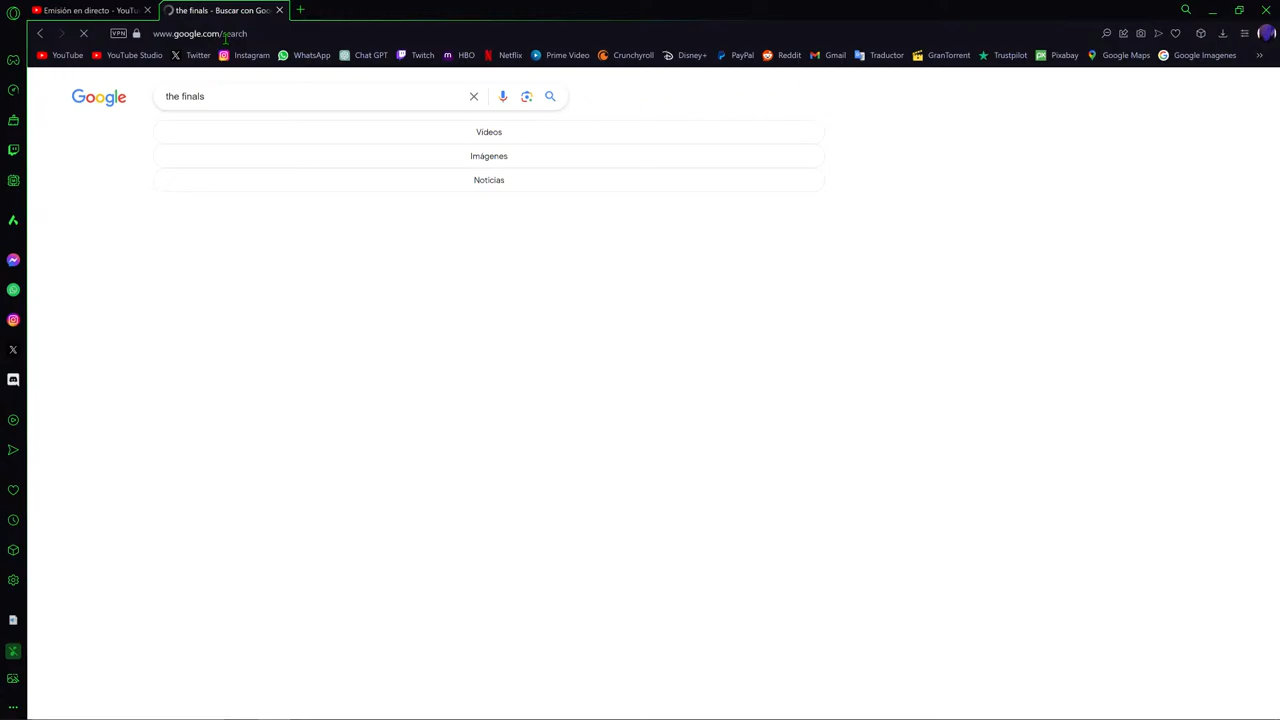 Emisión en directo - YouTu
the finals - Buscar con Goo
VPN
www.google.com/search
YouTube
YouTube Studio
Twitter
Instagram
WhatsApp
Chat GPT
Twitch
HBO
Netflix
Prime Video
Crunchyroll
Disney+
PayPal
Reddit
Gmail
GranTorrent
Traductor
Trustpilot
Pixabay
Google Maps
Google Imagenes
Google
the finals
Vídeos
Imágenes
Noticias